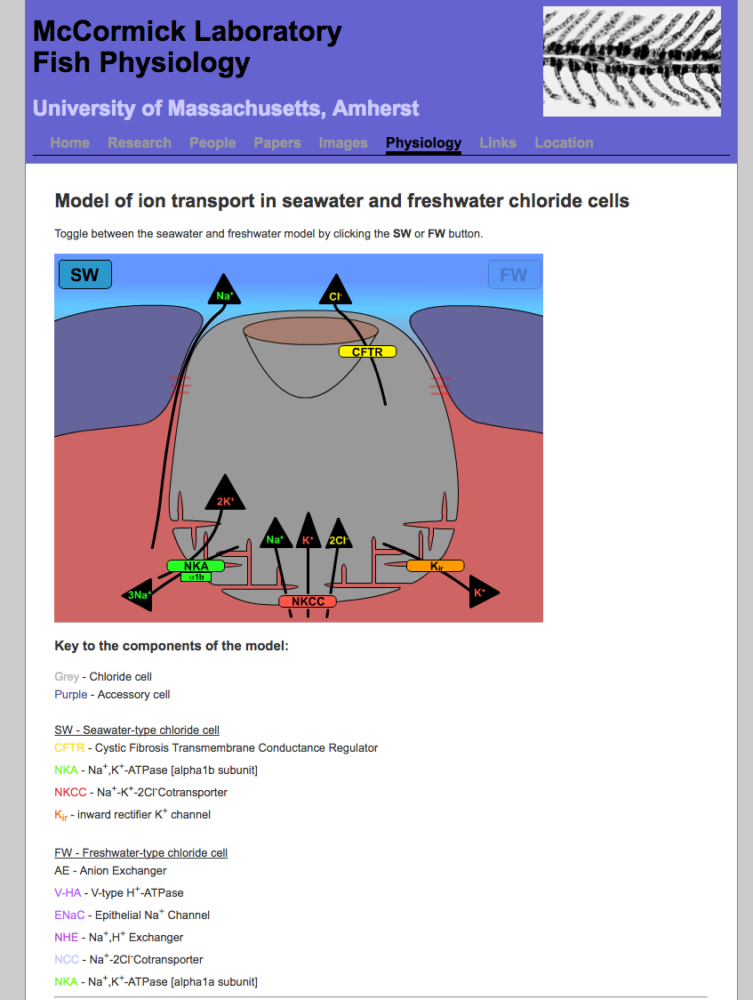 McCormick Laboratory
Fish Physiology
University of Massachusetts, Amherst
Home Research People Papers Images Physiology Links Location
Model of ion transport in seawater and freshwater chloride cells
Toggle between the seawater and freshwater model by clicking the SW or FW button.
SW
FW
Na⁺
Cl⁻
CFTR
2K⁺
Na⁺
K⁺
2Cl⁻
NKA
α1b
Kir
3Na⁺
K⁺
NKCC
Key to the components of the model:
Grey - Chloride cell
Purple - Accessory cell
SW - Seawater-type chloride cell
CFTR - Cystic Fibrosis Transmembrane Conductance Regulator
NKA - Na⁺,K⁺-ATPase [alpha1b subunit]
NKCC - Na⁺-K⁺-2Cl⁻Cotransporter
Kir - inward rectifier K⁺ channel
FW - Freshwater-type chloride cell
AE - Anion Exchanger
V-HA - V-type H⁺-ATPase
ENaC - Epithelial Na⁺ Channel
NHE - Na⁺,H⁺ Exchanger
NCC - Na⁺-2Cl⁻Cotransporter
NKA - Na⁺,K⁺-ATPase [alpha1a subunit]